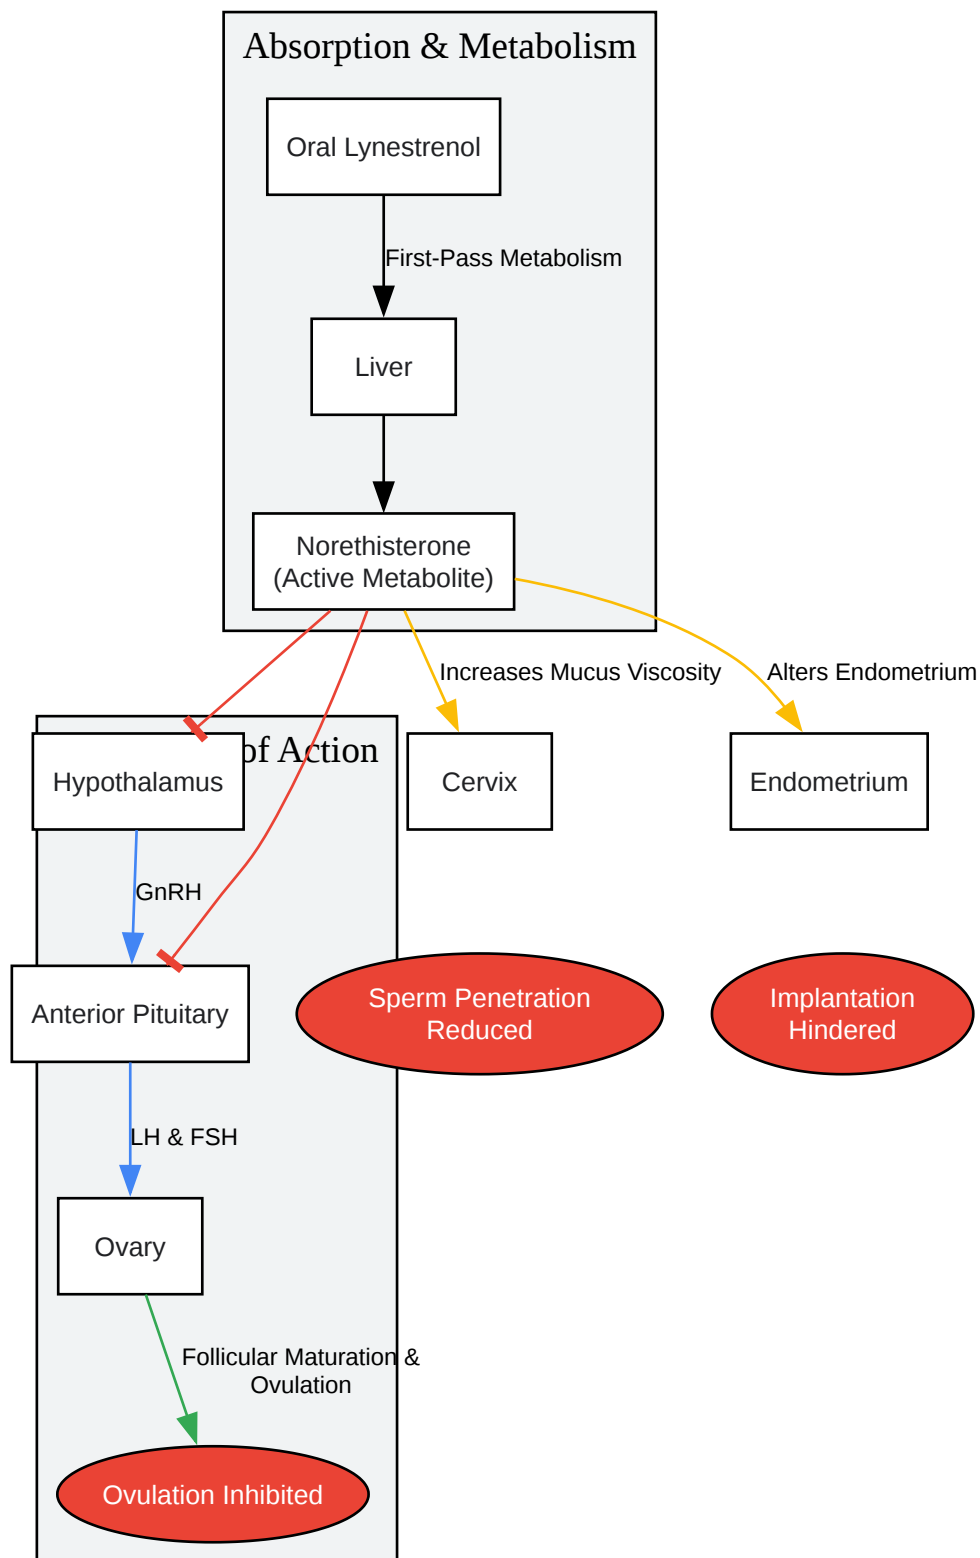 Absorption & Metabolism
Oral Lynestrenol
First-Pass Metabolism
Liver
Norethisterone
(Active Metabolite)
Increases Mucus Viscosity
Alters Endometrium
of Action
Hypothalamus
Cervix
Endometrium
GnRH
Anterior Pituitary
Sperm Penetration
Reduced
Implantation
Hindered
LH & FSH
Ovary
Follicular Maturation &
Ovulation
Ovulation Inhibited